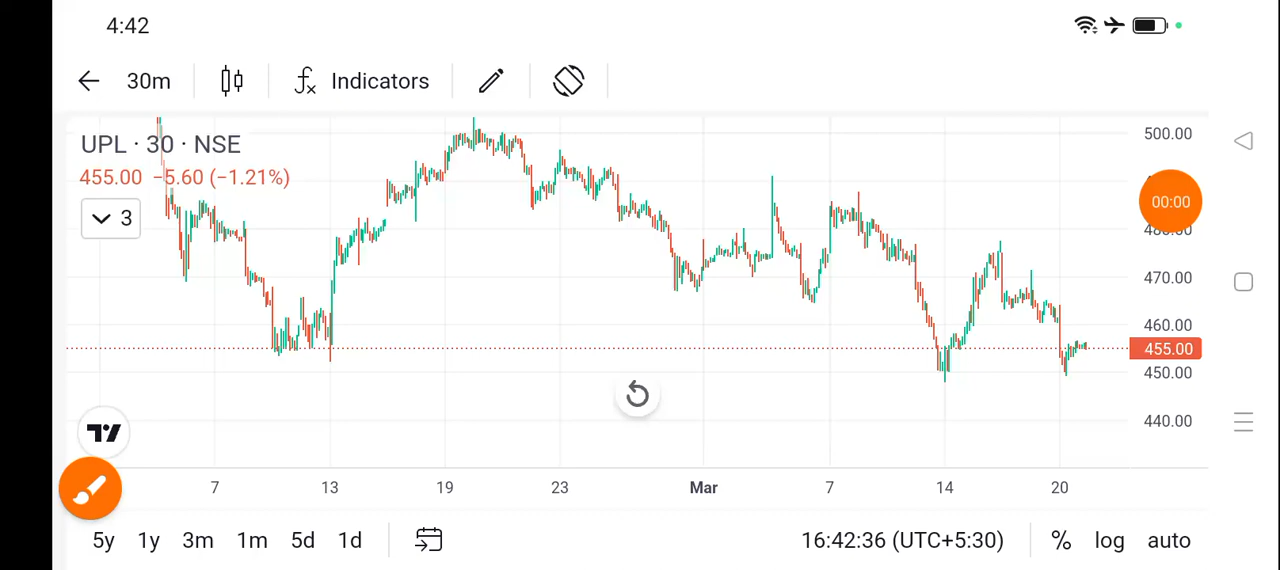 4:42
30m
Indicators
UPL · 30 · NSE
455.00 −5.60 (−1.21%)
3
500.00
00:00
480.00
470.00
460.00
455.00
450.00
440.00
7 13 19 23 Mar 7 14 20
5y 1y 3m 1m 5d 1d 16:42:36 (UTC+5:30) % log auto